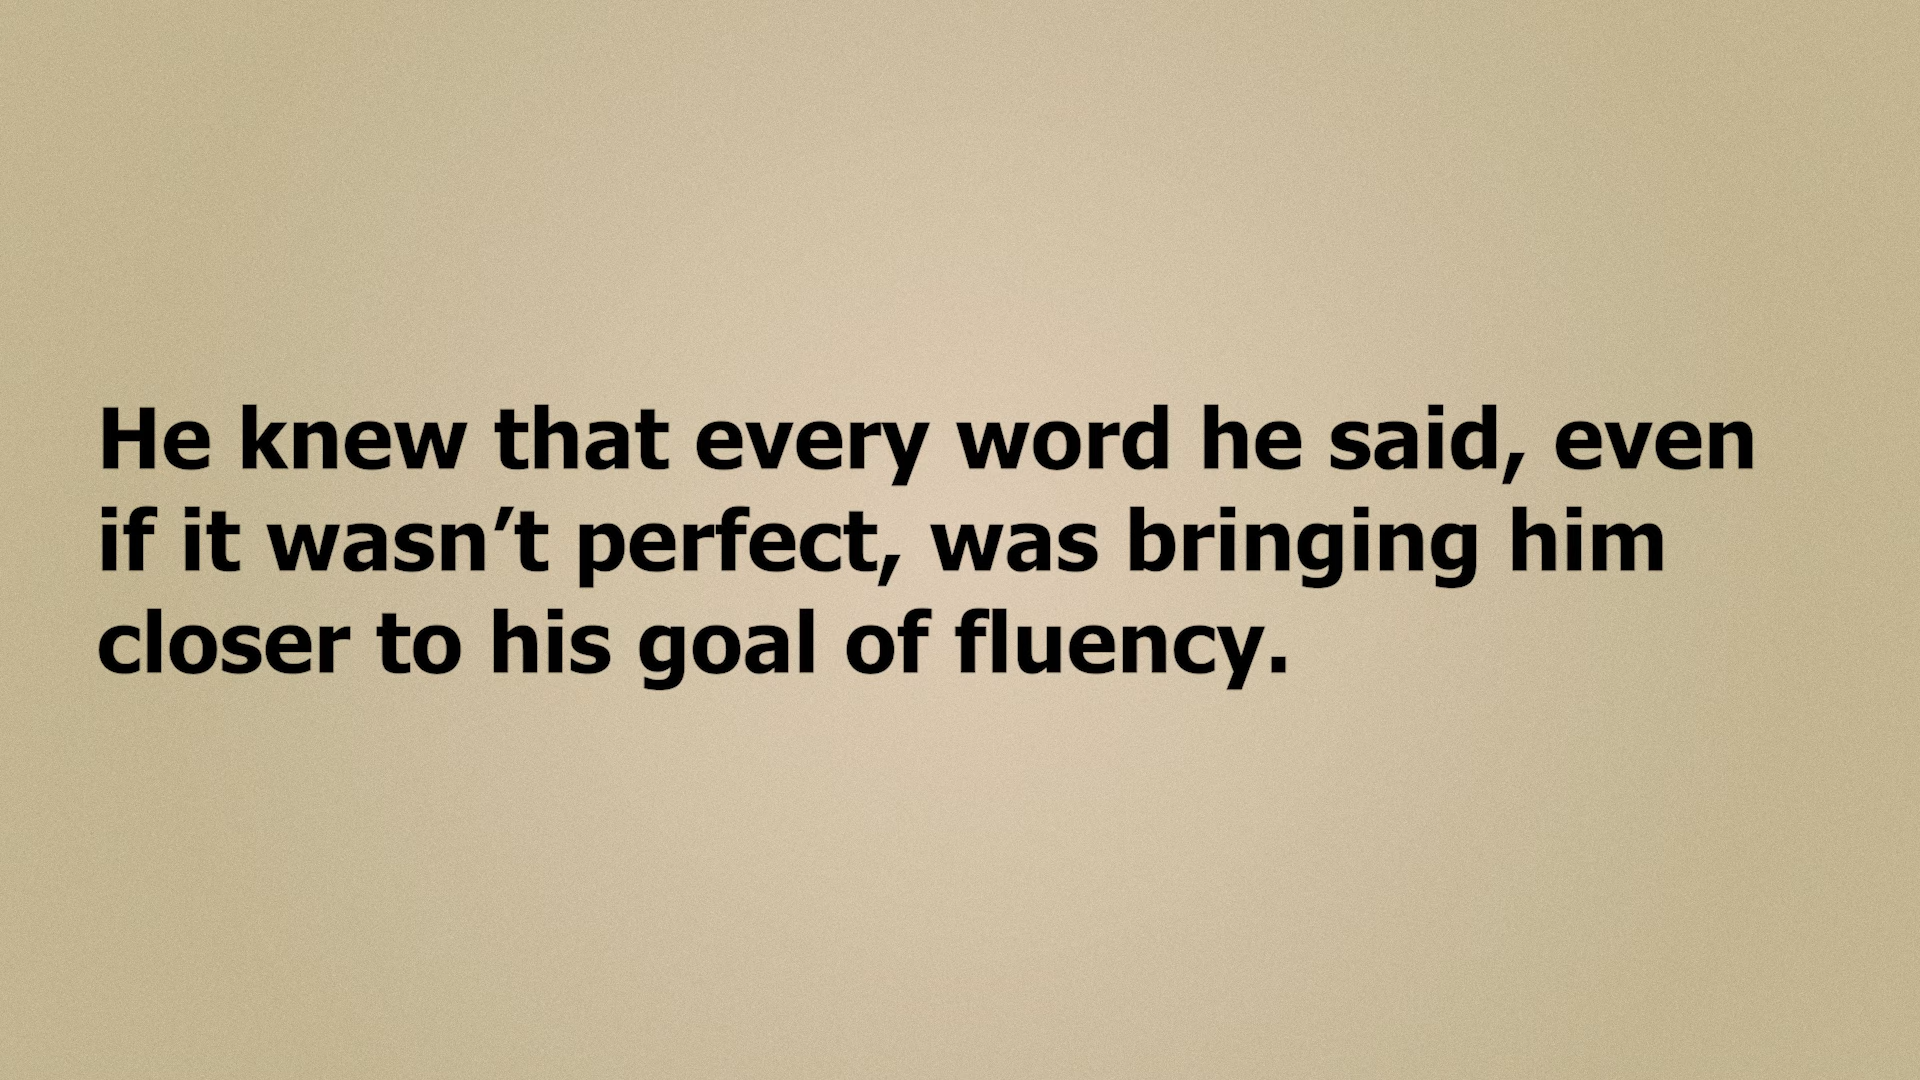 He knew that every word he said, even
if it wasn’t perfect, was bringing him
closer to his goal of fluency.